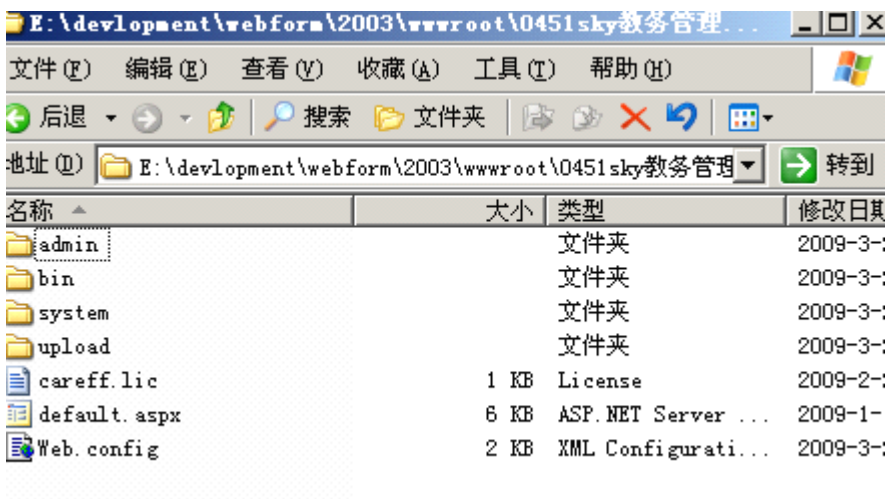 E:\devlopment\webform\2003\wwwroot\0451sky教务管理...
文件(F) 编辑(E) 查看(V) 收藏(A) 工具(T) 帮助(H)
后退 搜索 文件夹
地址(D) E:\devlopment\webform\2003\wwwroot\0451sky教务管理 转到
名称 大小 类型 修改日期
admin 文件夹 2009-3-
bin 文件夹 2009-3-
system 文件夹 2009-3-
upload 文件夹 2009-3-
careff.lic 1 KB License 2009-2-
default.aspx 6 KB ASP.NET Server ... 2009-1-
Web.config 2 KB XML Configurati... 2009-3-